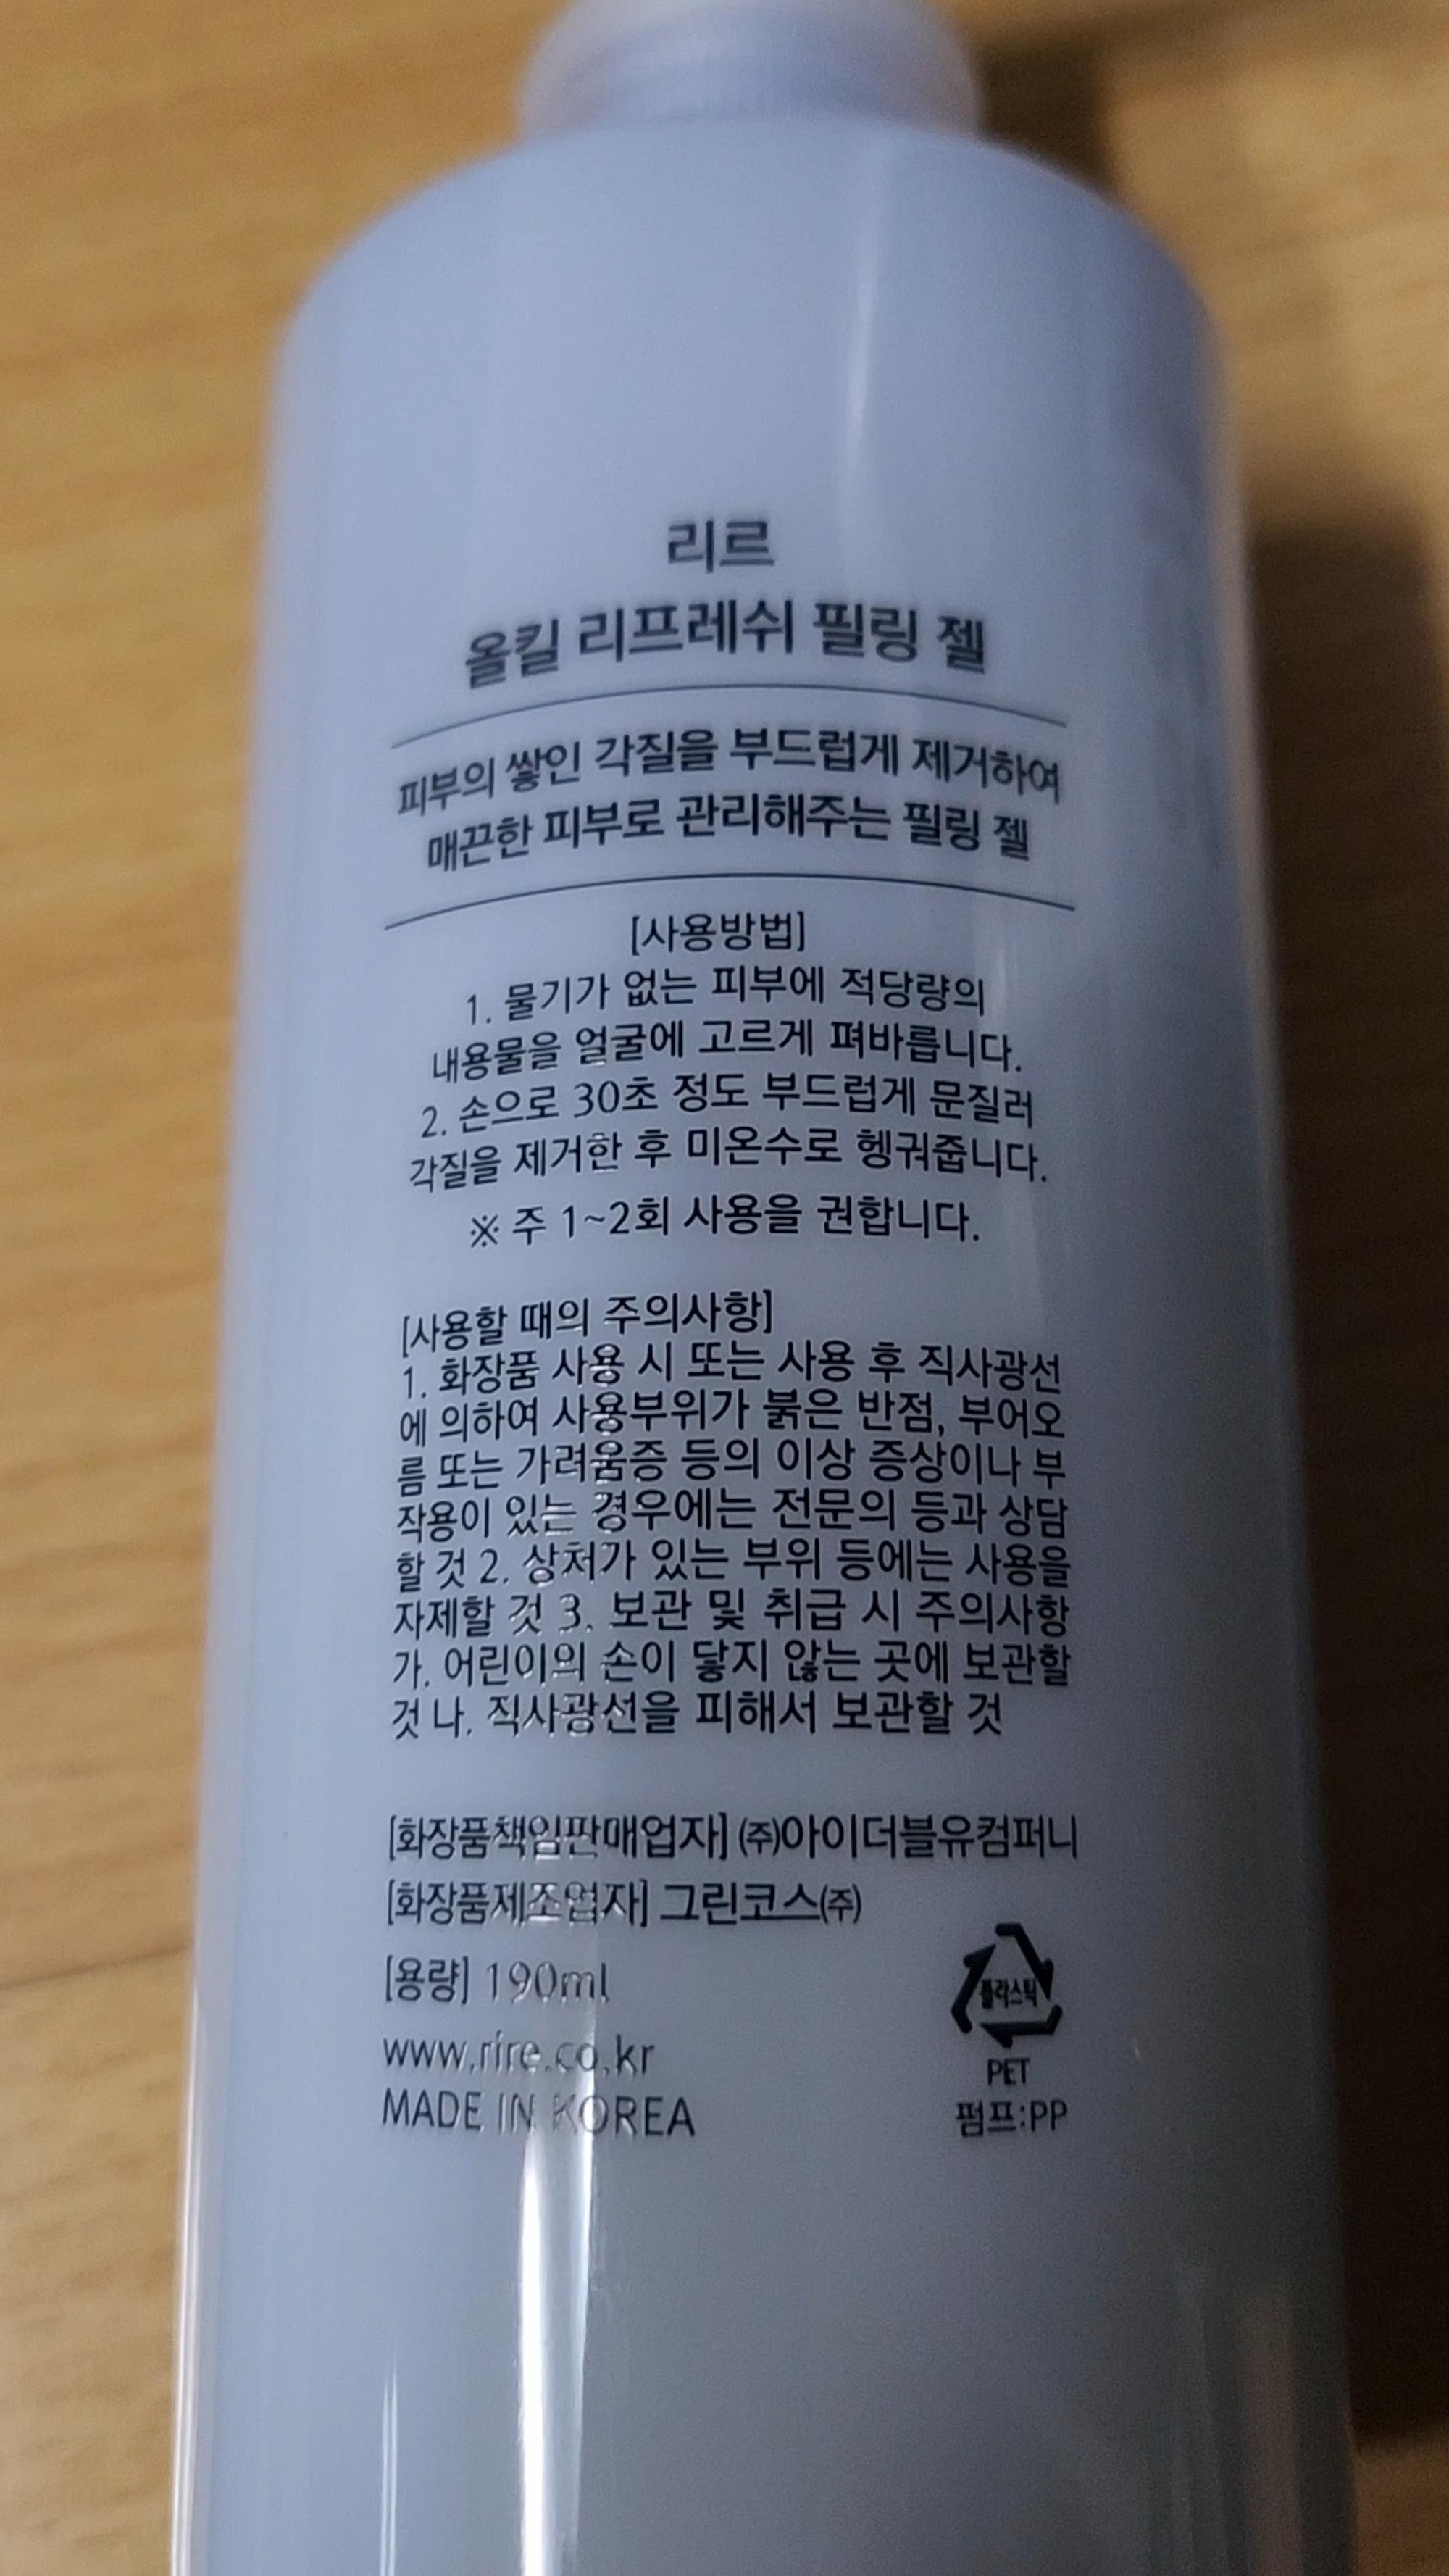 리르
올킬 리프레쉬 필링 젤
피부의 쌓인 각질을 부드럽게 제거하여
매끈한 피부로 관리해주는 필링 젤
[사용방법]
1. 물기가 없는 피부에 적당량의
내용물을 얼굴에 고르게 펴바릅니다.
2. 손으로 30초 정도 부드럽게 문질러
각질을 제거한 후 미온수로 헹궈줍니다.
※ 주 1~2회 사용을 권합니다.
[사용할 때의 주의사항]
1. 화장품 사용 시 또는 사용 후 직사광선
에 의하여 사용부위가 붉은 반점, 부어오
름 또는 가려움증 등의 이상 증상이나 부
작용이 있는 경우에는 전문의 등과 상담
할 것 2. 상처가 있는 부위 등에는 사용을
자제할 것 3. 보관 및 취급 시 주의사항
가. 어린이의 손이 닿지 않는 곳에 보관할
것 나. 직사광선을 피해서 보관할 것
[화장품책임판매업자] ㈜아이더블유컴퍼니
[화장품제조업자] 그린코스㈜
[용량] 190ml
www.rire.co.kr
MADE IN KOREA
플라스틱
PET
펌프:PP